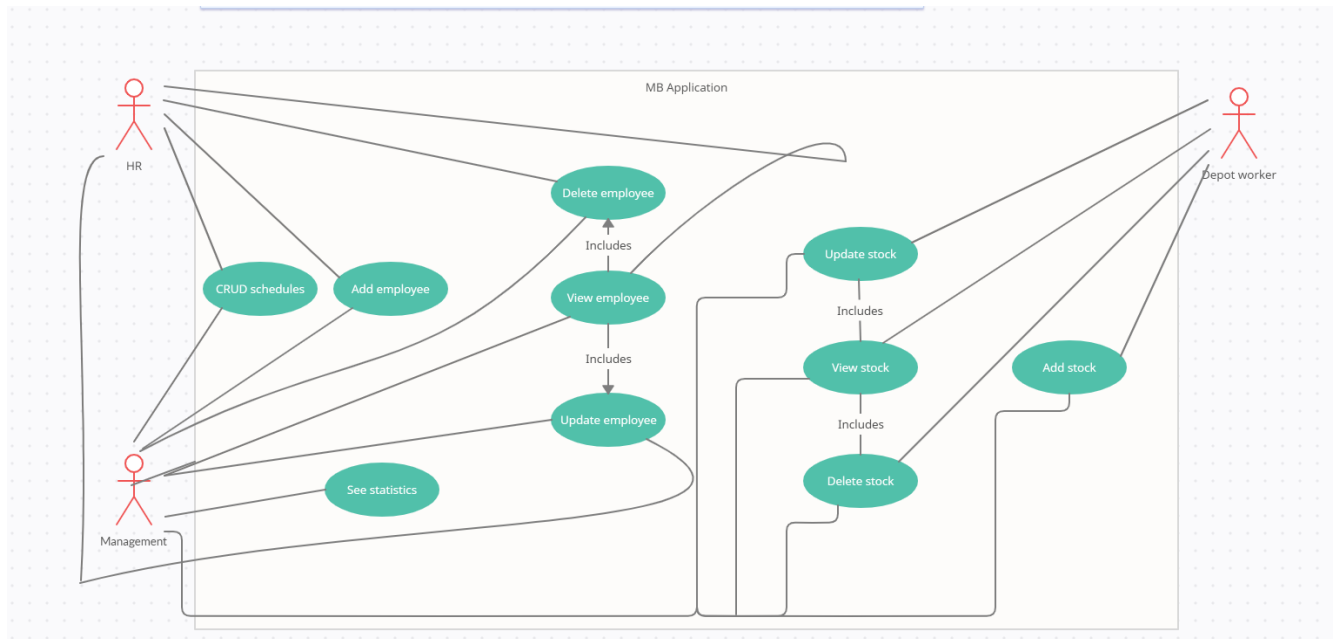 MB Application
HR
Depot worker
Delete employee
Includes
Update stock
CRUD schedules
Add employee
View employee
Includes
Includes
View stock
Add stock
Update employee
Includes
See statistics
Delete stock
Management